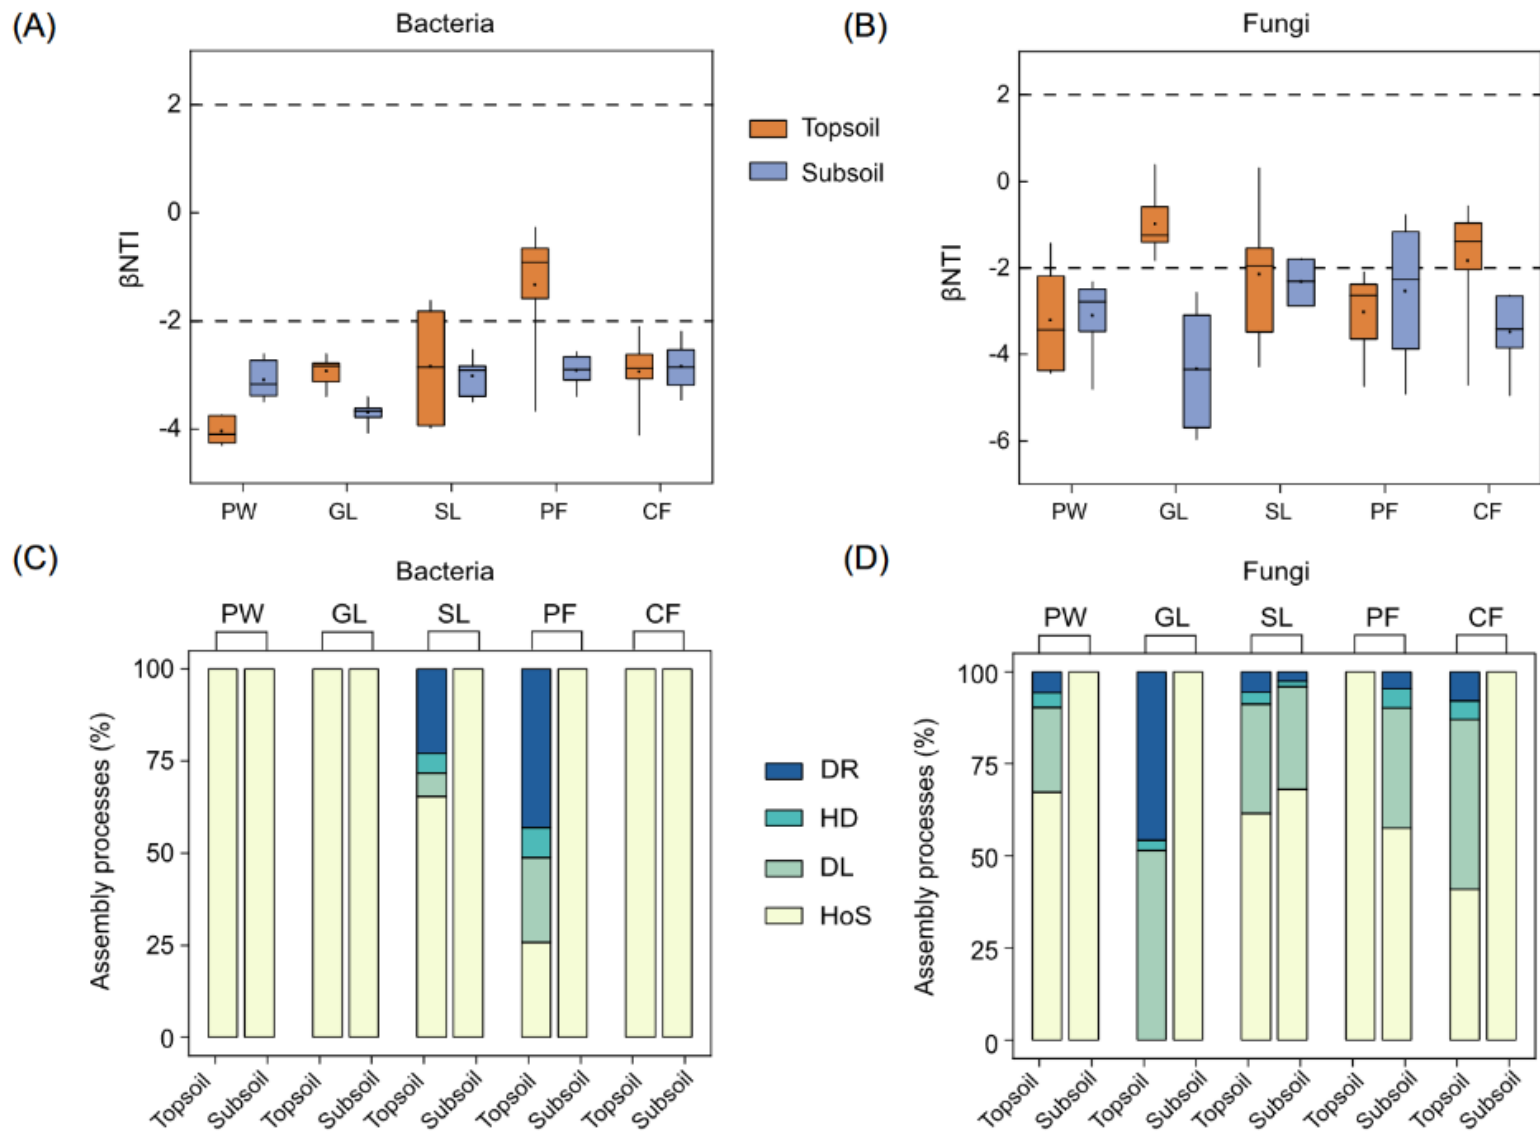 (A)
Bacteria
2
0
-2
-4
βNTI
PW GL SL PF CF
Topsoil
Subsoil
(B)
Fungi
2
0
-2
-4
-6
βNTI
PW GL SL PF CF
(C)
Bacteria
PW GL SL PF CF
100
75
50
25
0
Assembly processes (%)
Topsoil Subsoil Topsoil Subsoil Topsoil Subsoil Topsoil Subsoil Topsoil Subsoil
DR
HD
DL
HoS
(D)
Fungi
PW GL SL PF CF
100
75
50
25
0
Assembly processes (%)
Topsoil Subsoil Topsoil Subsoil Topsoil Subsoil Topsoil Subsoil Topsoil Subsoil